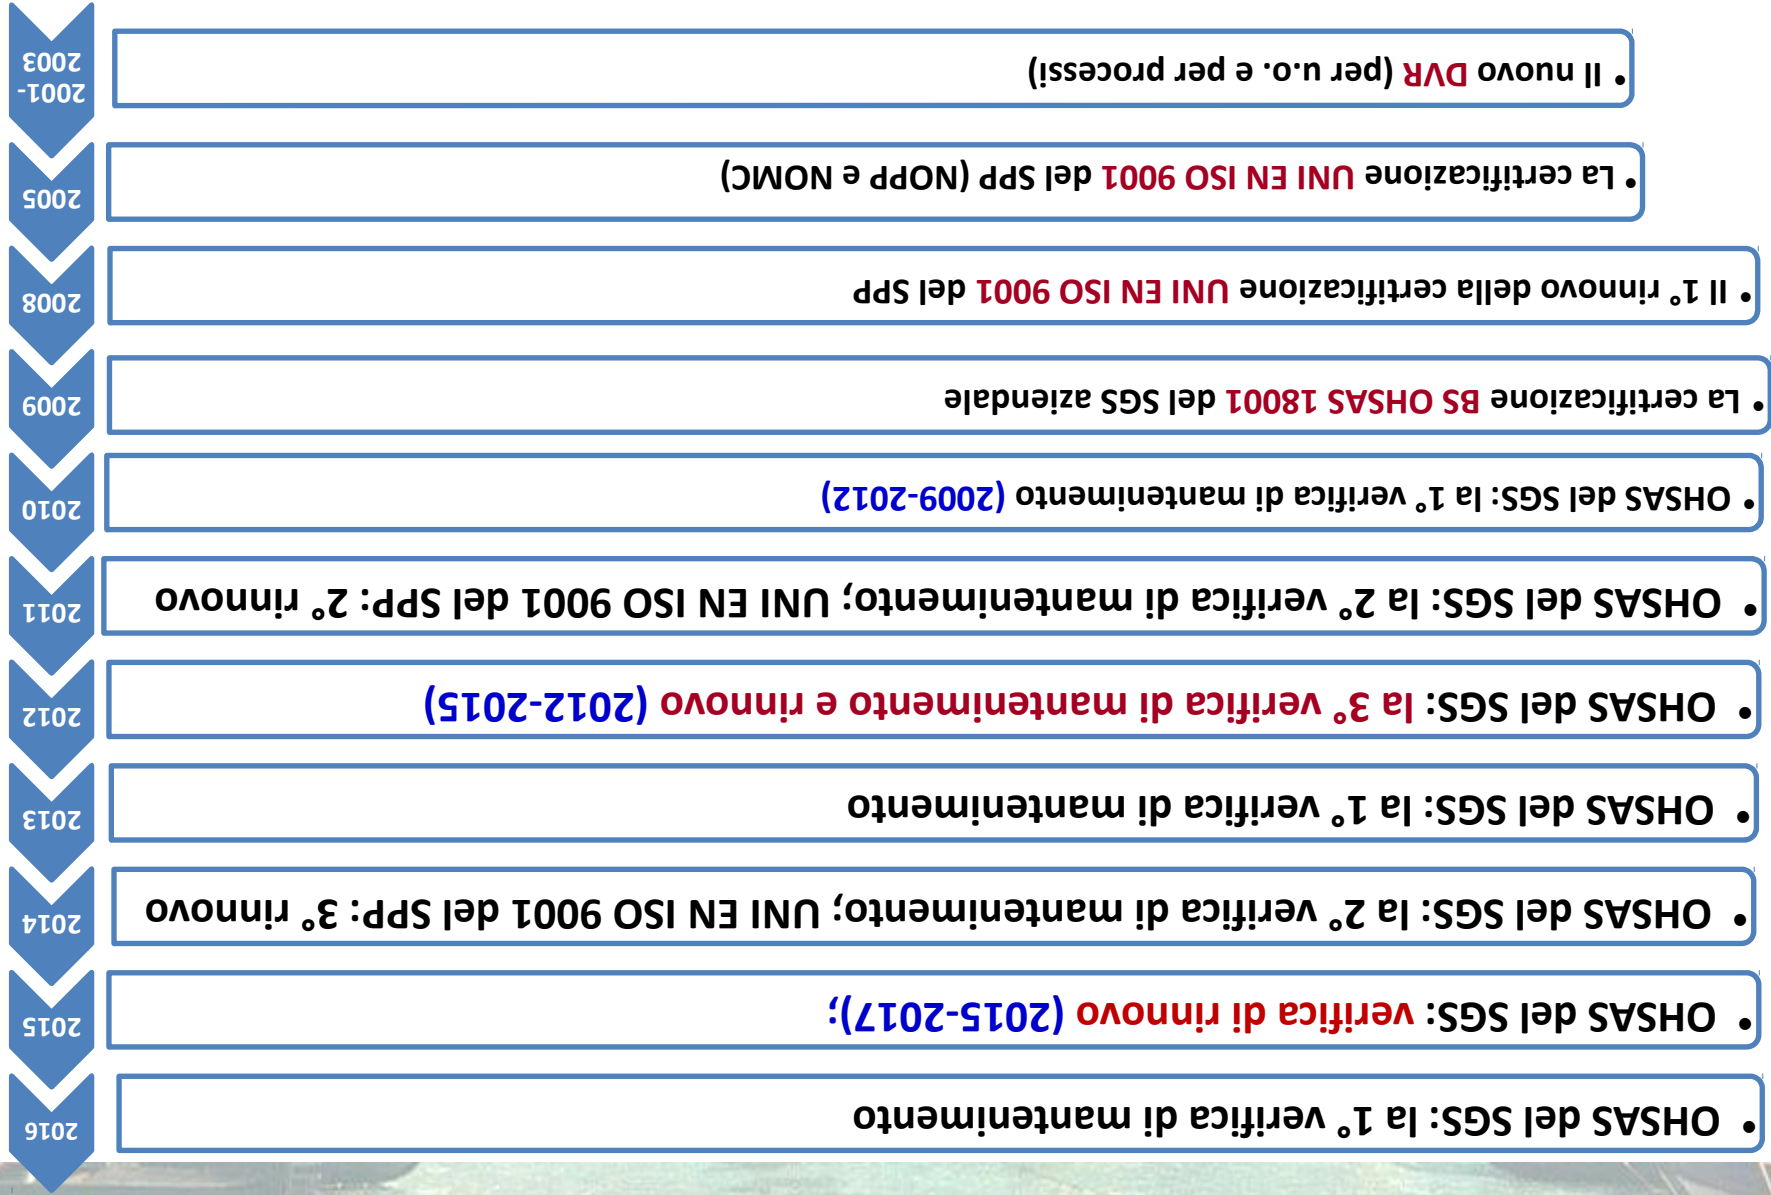 2001-
2003
• Il nuovo DVR (per u.o. e per processi)
2005
• La certificazione UNI EN ISO 9001 del SPP (NOPP e NOMC)
2008
• Il 1° rinnovo della certificazione UNI EN ISO 9001 del SPP
2009
• La certificazione BS OHSAS 18001 del SGS aziendale
2010
• OHSAS del SGS: la 1° verifica di mantenimento (2009-2012)
2011
• OHSAS del SGS: la 2° verifica di mantenimento; UNI EN ISO 9001 del SPP: 2° rinnovo
2012
• OHSAS del SGS: la 3° verifica di mantenimento e rinnovo (2012-2015)
2013
• OHSAS del SGS: la 1° verifica di mantenimento
2014
• OHSAS del SGS: la 2° verifica di mantenimento; UNI EN ISO 9001 del SPP: 3° rinnovo
2015
• OHSAS del SGS: verifica di rinnovo (2015-2017);
2016
• OHSAS del SGS: la 1° verifica di mantenimento